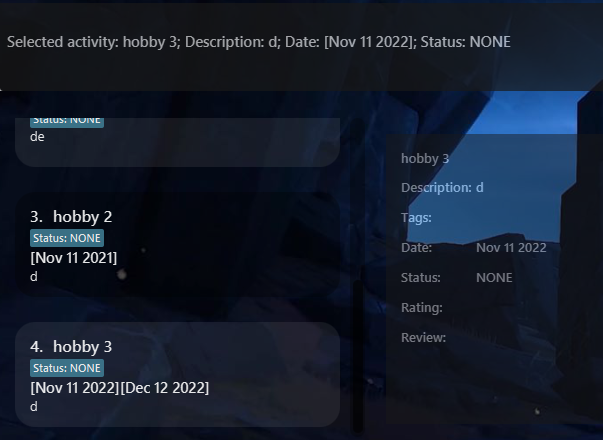 Selected activity: hobby 3; Description: d; Date: [Nov 11 2022]; Status: NONE
Status: NONE
de
3. hobby 2
Status: NONE
[Nov 11 2021]
d
4. hobby 3
Status: NONE
[Nov 11 2022][Dec 12 2022]
d
hobby 3
Description: d
Tags:
Date: Nov 11 2022
Status: NONE
Rating:
Review: